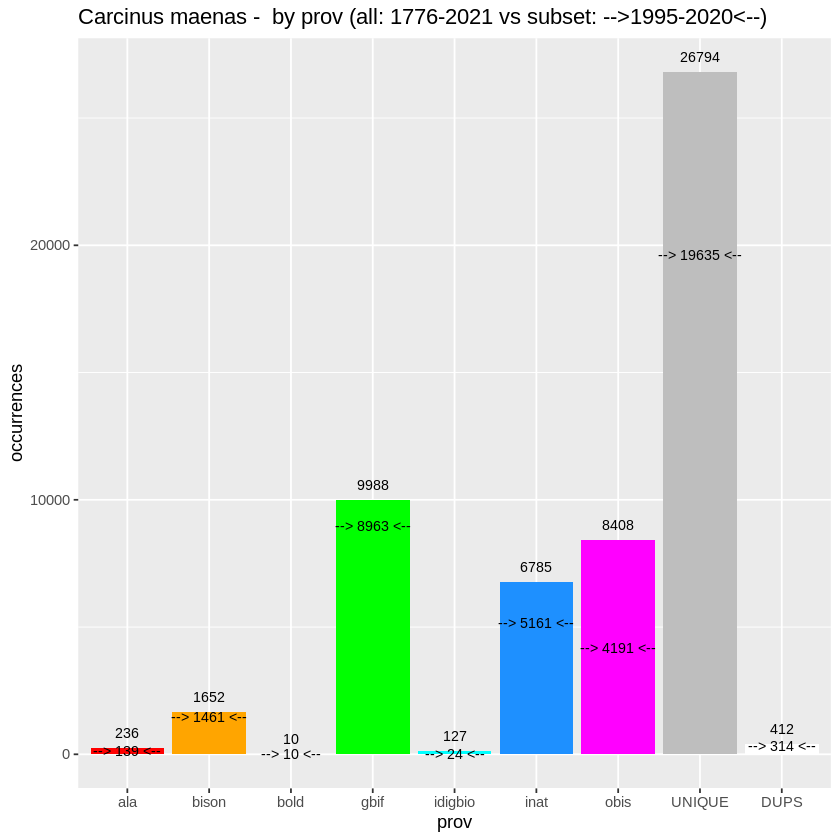 Carcinus maenas -  by prov (all: 1776-2021 vs subset: -->1995-2020<--)
26794
20000
--> 19635 <--
10000
9988
--> 8963 <--
8408
6785
--> 5161 <--
--> 4191 <--
1652
--> 1461 <--
236
--> 139 <--
10
--> 10 <--
127
--> 24 <--
412
--> 314 <--
0
occurrences
ala bison bold gbif idigbio inat obis UNIQUE DUPS
prov